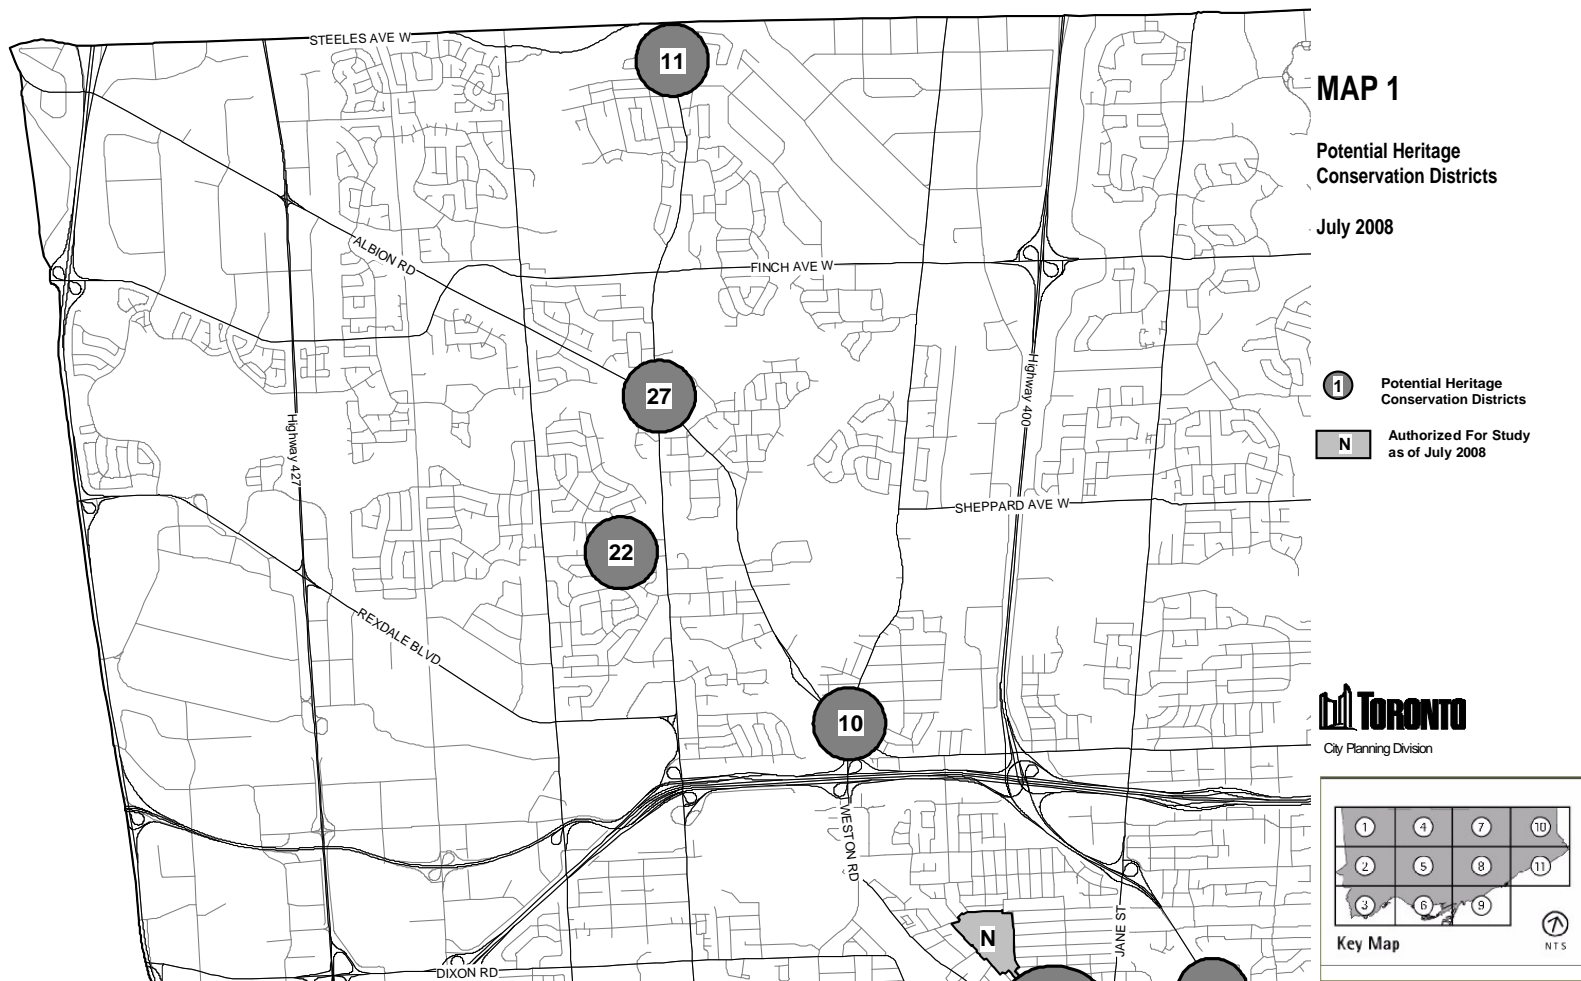 STEELES AVE W
11
MAP 1
Potential Heritage
Conservation Districts
July 2008
ALBION RD
FINCH AVE W
27
Highway 400
1
Potential Heritage
Conservation Districts
N
Authorized For Study
as of July 2008
Highway 427
SHEPPARD AVE W
22
REXDALE BLVD
10
TORONTO
City Planning Division
WESTON RD
1
4
7
10
2
5
8
11
3
6
9
Key Map
NTS
N
JANE ST
DIXON RD